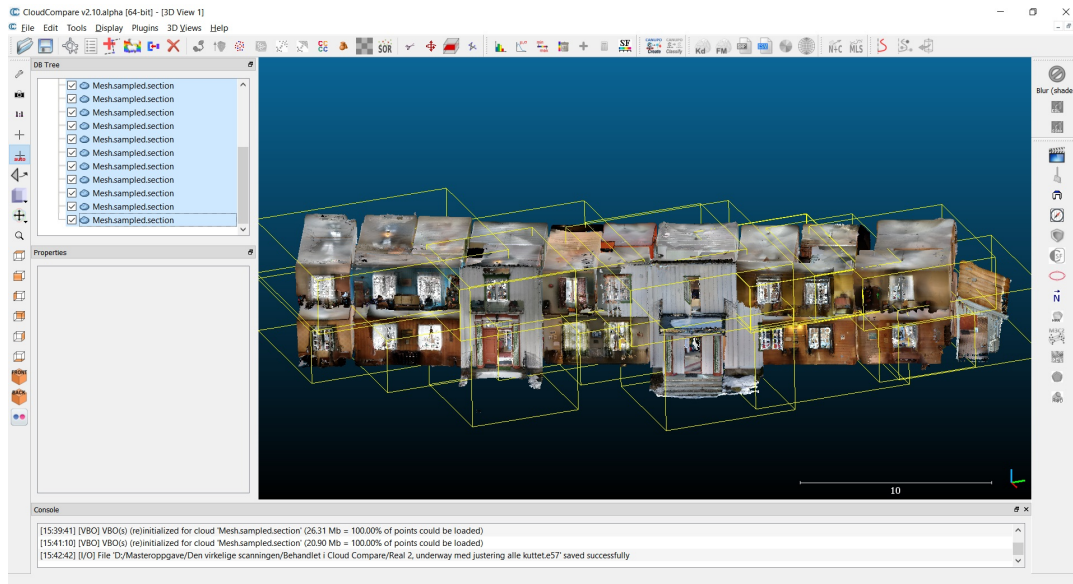 CloudCompare v2.10.alpha [64-bit] - [3D View 1]
File Edit Tools Display Plugins 3D Views Help
SOR
SF
Kd
FM
N+C
MLS
DB Tree
Mesh.sampled.section
Mesh.sampled.section
Mesh.sampled.section
Mesh.sampled.section
Mesh.sampled.section
Mesh.sampled.section
Mesh.sampled.section
Mesh.sampled.section
Mesh.sampled.section
Mesh.sampled.section
Mesh.sampled.section
Blur (shade
1:1
auto
Properties
N
FRONT
BACK
10
Console
[15:39:41] [VBO] VBO(s) (re)initialized for cloud 'Mesh.sampled.section' (26.31 Mb = 100.00% of points could be loaded)
[15:41:10] [VBO] VBO(s) (re)initialized for cloud 'Mesh.sampled.section' (20.90 Mb = 100.00% of points could be loaded)
[15:42:42] [I/O] File 'D:/Masteroppgave/Den virkelige scanningen/Behandlet i Cloud Compare/Real 2, underway med justering alle kuttet.e57' saved successfully